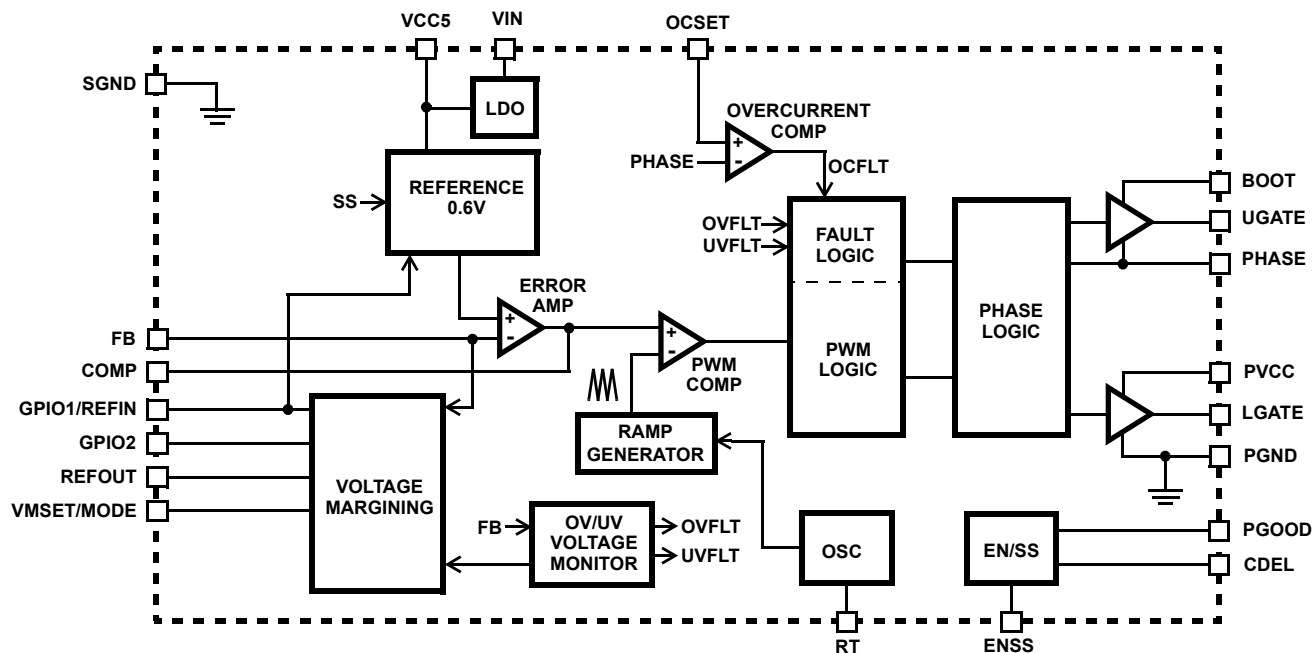 VCC5
VIN
OCSET
SGND
LDO
OVERCURRENT
COMP
+
-
PHASE
OCFLT
REFERENCE
0.6V
SS
BOOT
UGATE
PHASE
OVFLT
UVFLT
FAULT
LOGIC
PWM
LOGIC
PHASE
LOGIC
ERROR
AMP
+
-
+
-
PWM
COMP
FB
COMP
GPIO1/REFIN
GPIO2
REFOUT
VMSET/MODE
VOLTAGE
MARGINING
RAMP
GENERATOR
PVCC
LGATE
PGND
FB
OV/UV
VOLTAGE
MONITOR
OVFLT
UVFLT
OSC
EN/SS
PGOOD
CDEL
RT
ENSS